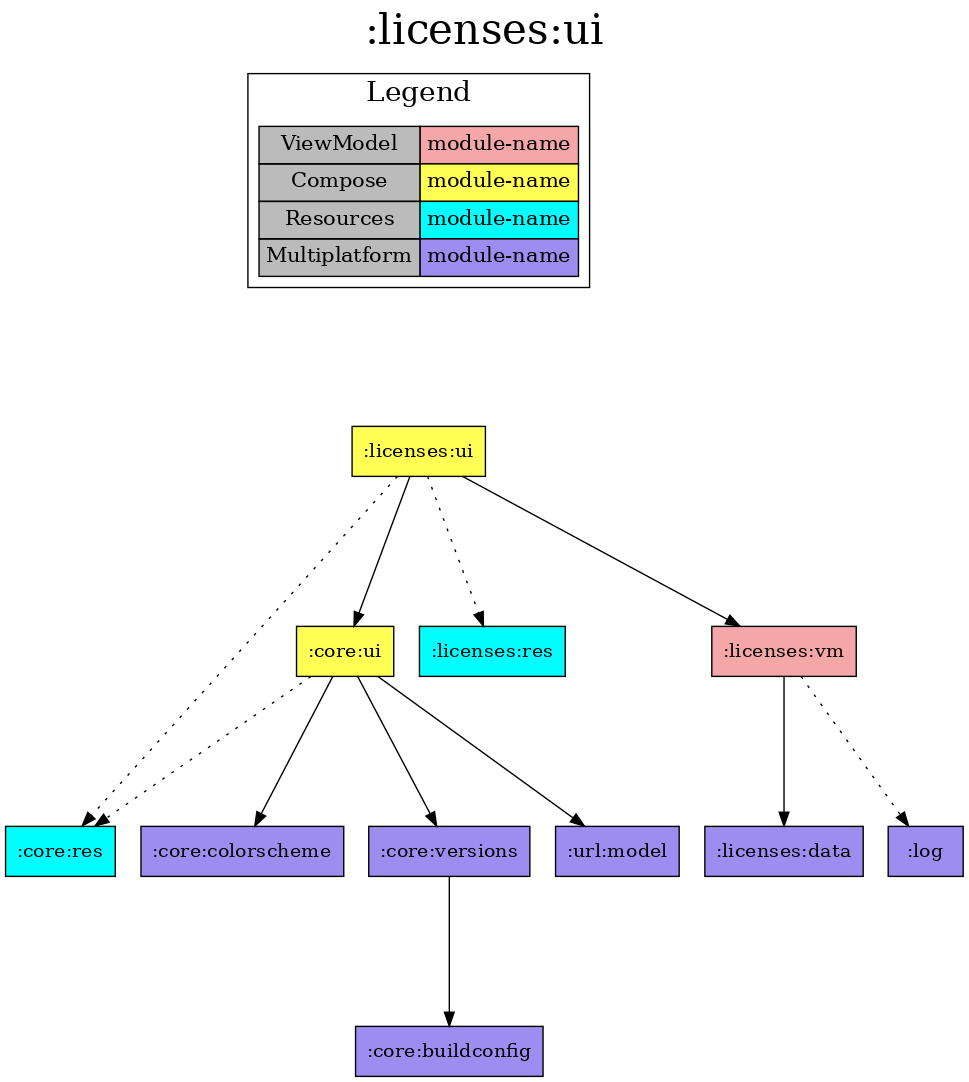 :licenses:ui
Legend
ViewModel module-name
Compose module-name
Resources module-name
Multiplatform module-name
:licenses:ui
:core:ui :licenses:res :licenses:vm
:core:res :core:colorscheme :core:versions :url:model :licenses:data :log
:core:buildconfig